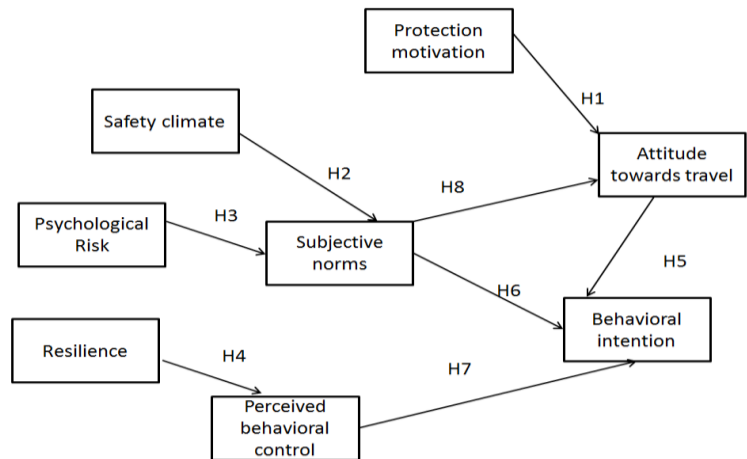 Protection
motivation
H1
Safety climate
Attitude
towards travel
H2
H8
H3
Psychological
Risk
Subjective
norms
H5
H6
Behavioral
intention
Resilience
H4
H7
Perceived
behavioral
control